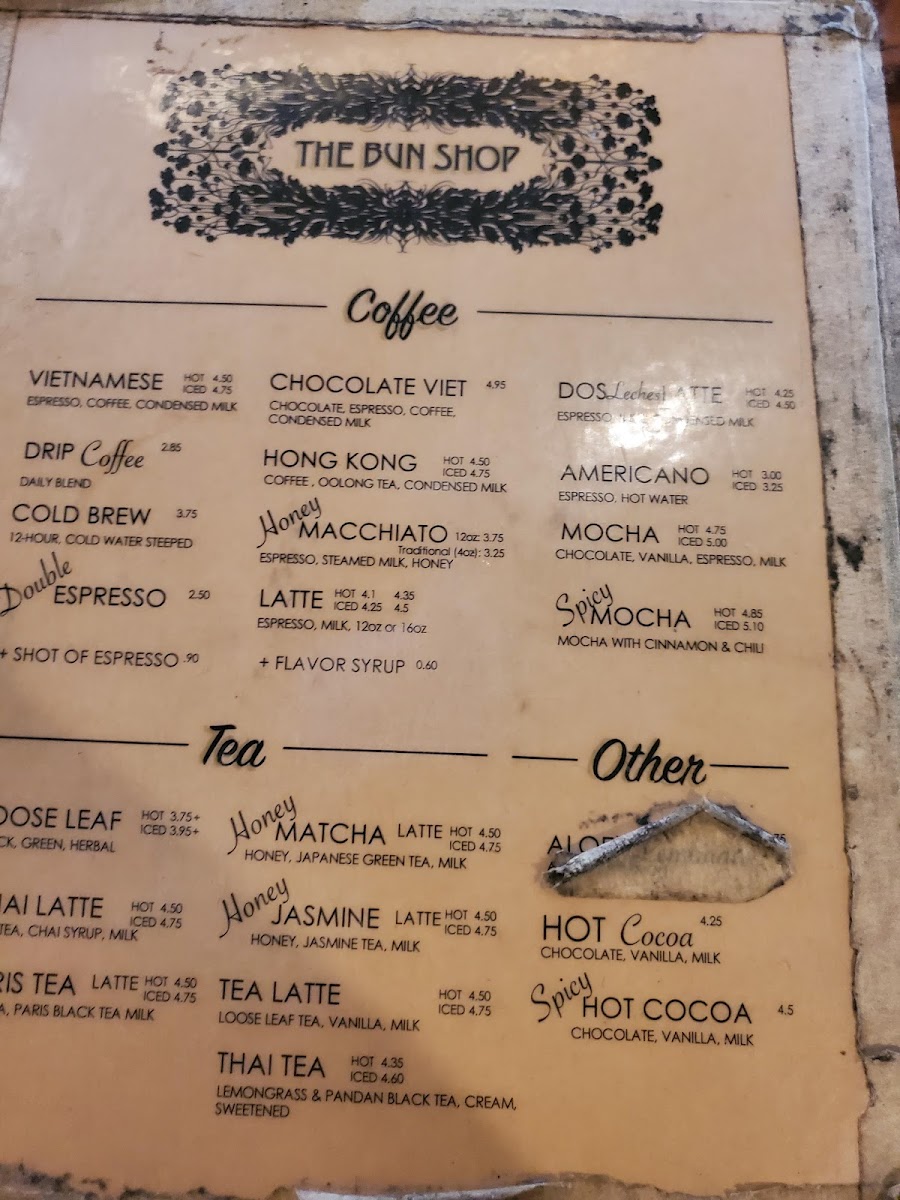 THE BUN SHOP
Coffee
VIETNAMESE HOT 4.50
ICED 4.75
ESPRESSO, COFFEE, CONDENSED MILK
DRIP Coffee 2.85
DAILY BLEND
COLD BREW 3.75
12-HOUR, COLD WATER STEEPED
Double ESPRESSO 2.50
+ SHOT OF ESPRESSO .90
CHOCOLATE VIET 4.95
CHOCOLATE, ESPRESSO, COFFEE,
CONDENSED MILK
HONG KONG HOT 4.50
ICED 4.75
COFFEE , OOLONG TEA, CONDENSED MILK
Honey MACCHIATO 12oz: 3.75
Traditional (4oz): 3.25
ESPRESSO, STEAMED MILK, HONEY
LATTE HOT 4.1 4.35
ICED 4.25 4.5
ESPRESSO, MILK, 12oz or 16oz
+ FLAVOR SYRUP 0.60
DOS Leches HOT 4.25
ICED 4.50
ESPRESSO MILK
AMERICANO HOT 3.00
ICED 3.25
ESPRESSO, HOT WATER
MOCHA HOT 4.75
ICED 5.00
CHOCOLATE, VANILLA, ESPRESSO, MILK
Spicy MOCHA HOT 4.85
ICED 5.10
MOCHA WITH CINNAMON & CHILI
Tea
OOSE LEAF HOT 3.75+
ICED 3.95+
CK, GREEN, HERBAL
HAI LATTE HOT 4.50
ICED 4.75
TEA, CHAI SYRUP, MILK
RIS TEA LATTE HOT 4.50
ICED 4.75
A, PARIS BLACK TEA MILK
Honey MATCHA LATTE HOT 4.50
ICED 4.75
HONEY, JAPANESE GREEN TEA, MILK
Honey JASMINE LATTE HOT 4.50
ICED 4.75
HONEY, JASMINE TEA, MILK
TEA LATTE HOT 4.50
ICED 4.75
LOOSE LEAF TEA, VANILLA, MILK
THAI TEA HOT 4.35
ICED 4.60
LEMONGRASS & PANDAN BLACK TEA, CREAM,
SWEETENED
Other
HOT Cocoa 4.25
CHOCOLATE, VANILLA, MILK
Spicy HOT COCOA 4.5
CHOCOLATE, VANILLA, MILK